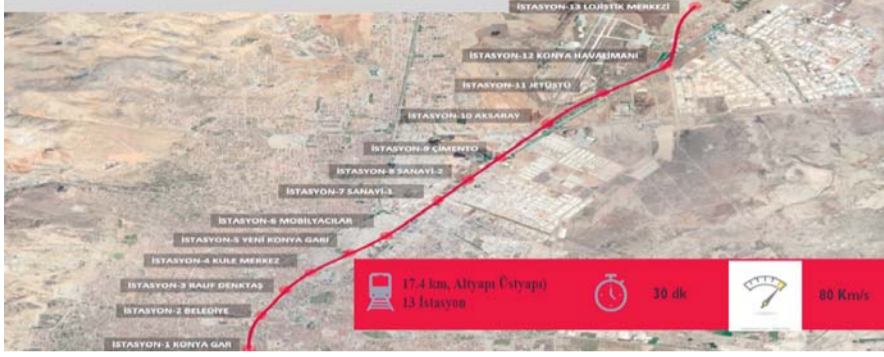 İSTASYON-13 LOJİSTİK MERKEZİ
İSTASYON-12 KONYA HAVALİMANI
İSTASYON-11 JETÜSTÜ
İSTASYON-10 AKSARAY
İSTASYON-9 ÇİMENTO
İSTASYON-8 SANAYİ-2
İSTASYON-7 SANAYİ-1
İSTASYON-6 MOBİLYACILAR
İSTASYON-5 YENİ KONYA GARI
İSTASYON-4 KULE MERKEZ
İSTASYON-3 RAUF DENKTAŞ
İSTASYON-2 BELEDİYE
İSTASYON-1 KONYA GAR
17.4 km, Altyapı Üstyapı)
13 İstasyon
30 dk
80 Km/s